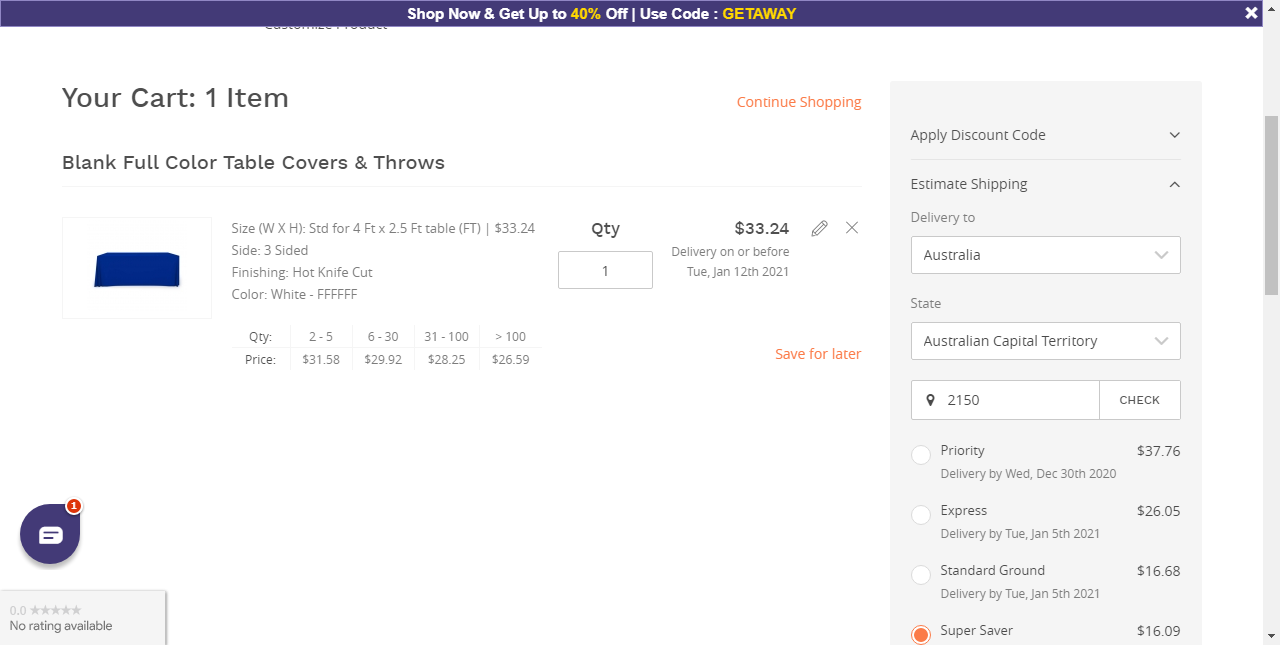 Shop Now & Get Up to 40% Off | Use Code : GETAWAY
Customize Product
Your Cart: 1 Item
Continue Shopping
Blank Full Color Table Covers & Throws
Size (W X H): Std for 4 Ft x 2.5 Ft table (FT) | $33.24
Side: 3 Sided
Finishing: Hot Knife Cut
Color: White - FFFFFF
Qty: 2 - 5 6 - 30 31 - 100 > 100
Price: $31.58 $29.92 $28.25 $26.59
Qty
1
$33.24
Delivery on or before
Tue, Jan 12th 2021
Save for later
Apply Discount Code
Estimate Shipping
Delivery to
Australia
State
Australian Capital Territory
2150 CHECK
Priority $37.76
Delivery by Wed, Dec 30th 2020
Express $26.05
Delivery by Tue, Jan 5th 2021
Standard Ground $16.68
Delivery by Tue, Jan 5th 2021
Super Saver $16.09
1
0.0
No rating available